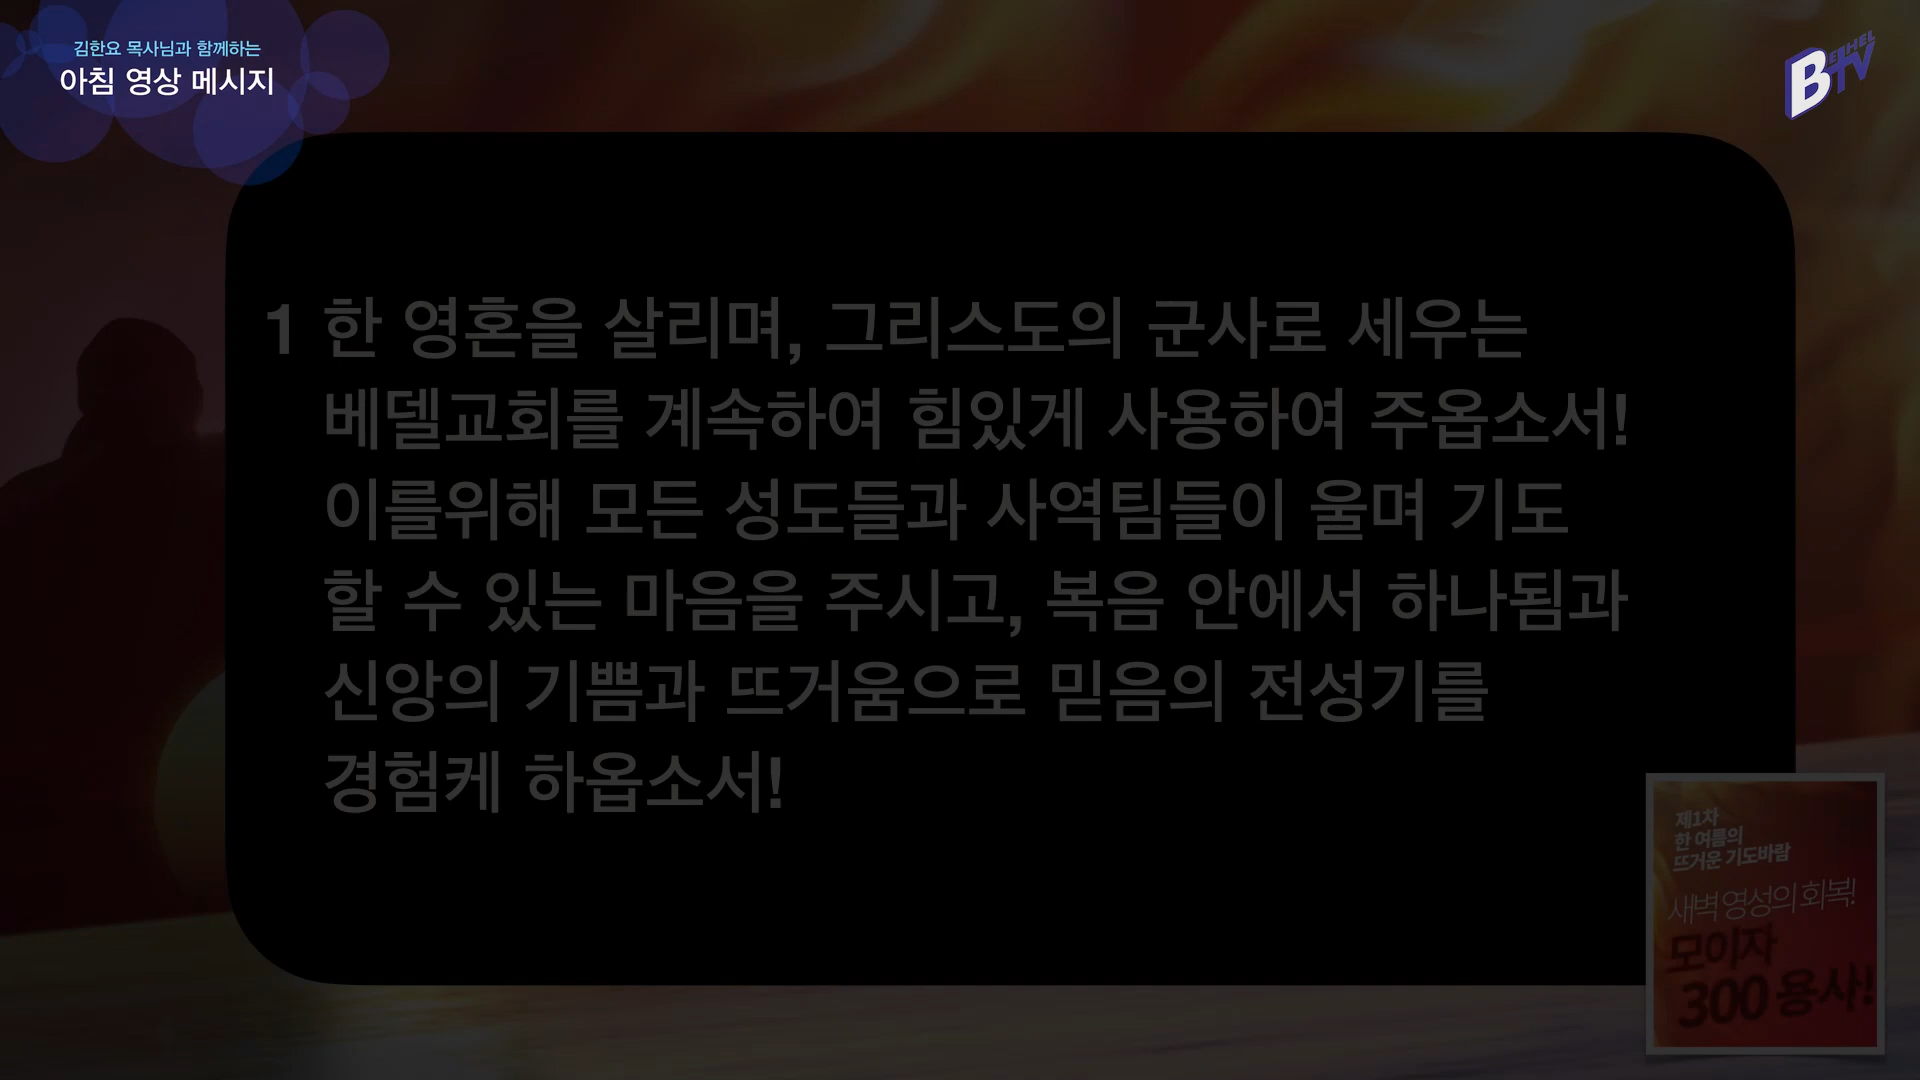 김한요 목사님과 함께하는
아침 영상 메시지
BETHEL
BTV
1 한 영혼을 살리며, 그리스도의 군사로 세우는
베델교회를 계속하여 힘있게 사용하여 주옵소서!
이를위해 모든 성도들과 사역팀들이 울며 기도
할 수 있는 마음을 주시고, 복음 안에서 하나됨과
신앙의 기쁨과 뜨거움으로 믿음의 전성기를
경험케 하옵소서!
제1차
한 여름의
뜨거운 기도바람
새벽 영성의 회복!
모이자
300 용사!